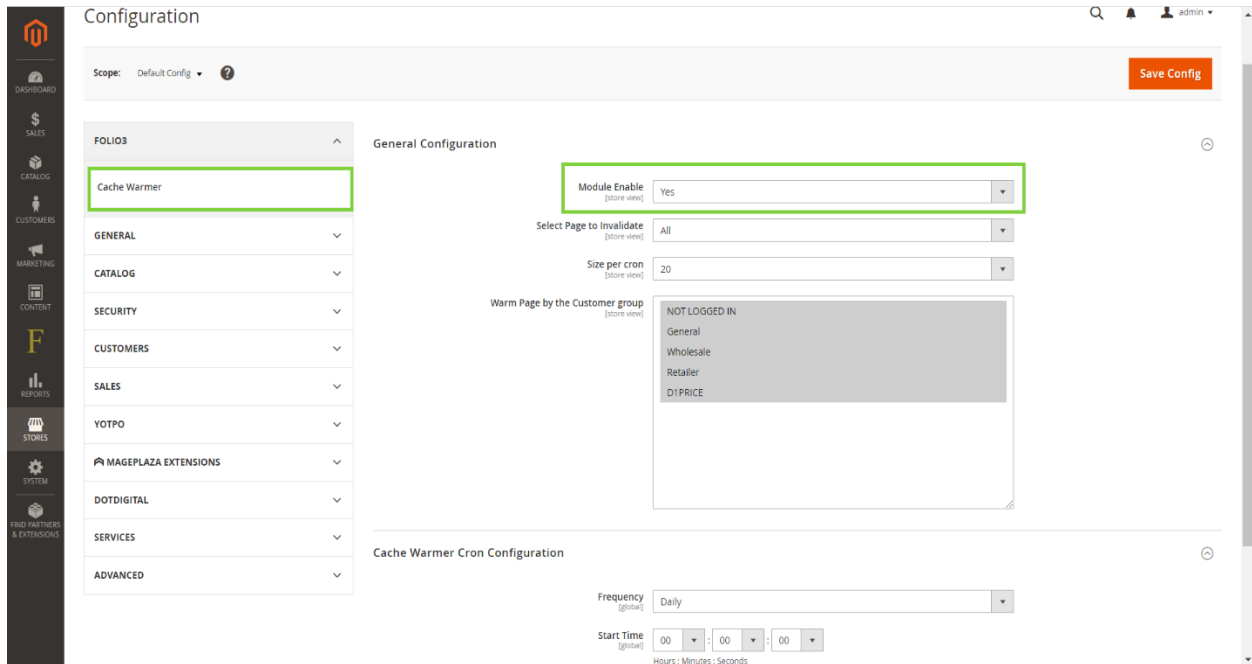 Configuration
admin
Scope: Default Config ?
Save Config
DASHBOARD
$
SALES
CATALOG
CUSTOMERS
MARKETING
CONTENT
F
REPORTS
STORES
SYSTEM
FIND PARTNERS
& EXTENSIONS
FOLIO3
Cache Warmer
GENERAL
CATALOG
SECURITY
CUSTOMERS
SALES
YOTPO
MAGEPLAZA EXTENSIONS
DOTDIGITAL
SERVICES
ADVANCED
General Configuration
Module Enable Yes
[store view]
Select Page to Invalidate All
[store view]
Size per cron 20
[store view]
Warm Page by the Customer group
[store view]
NOT LOGGED IN
General
Wholesale
Retailer
D1PRICE
Cache Warmer Cron Configuration
Frequency Daily
[global]
Start Time 00 : 00 : 00
[global]
Hours : Minutes : Seconds